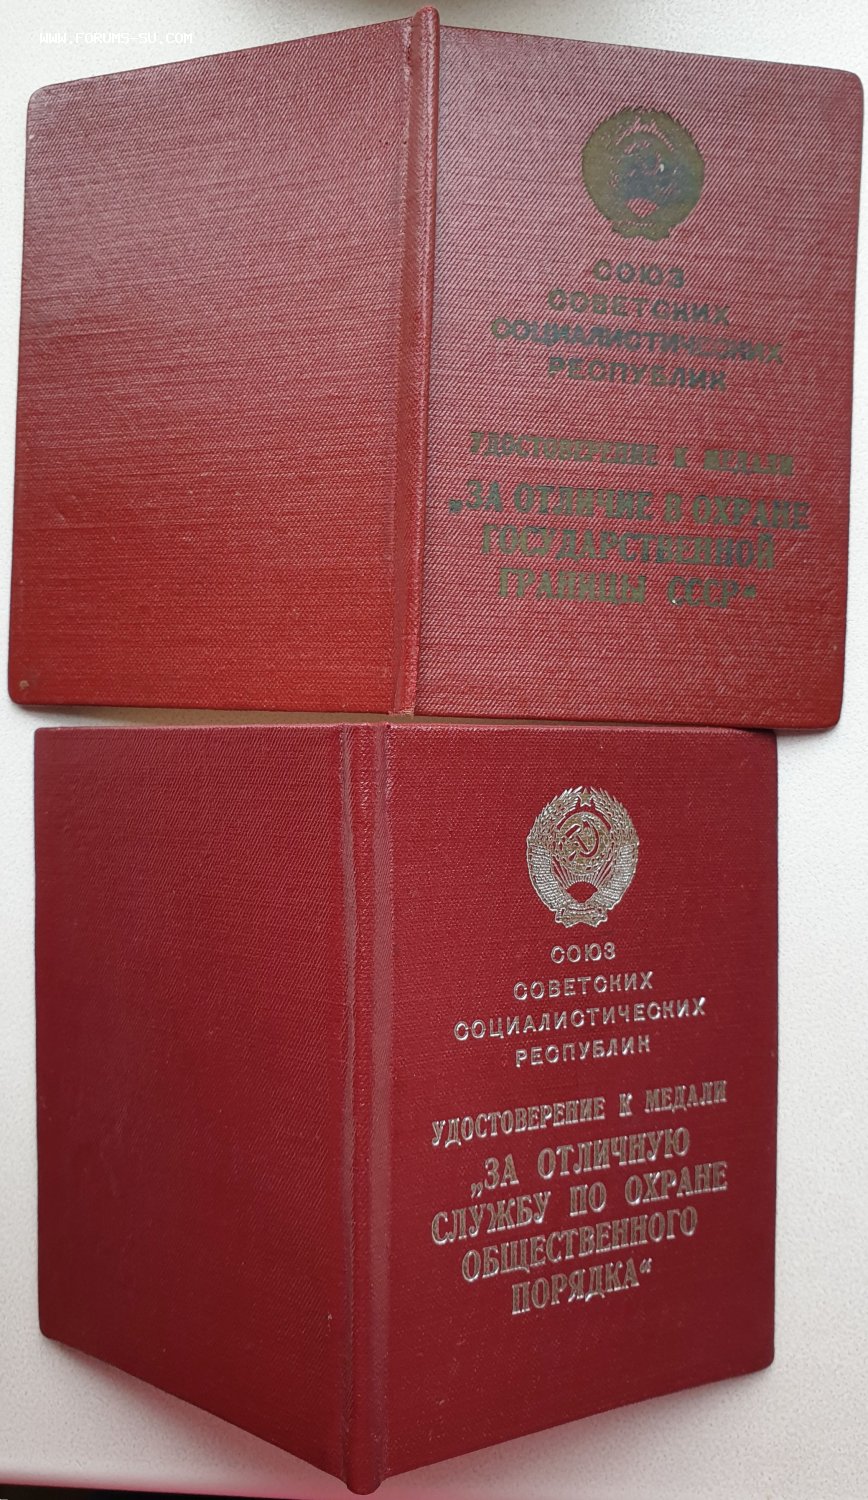 WWW.FORUMS-SU.COM
СОЮЗ
СОВЕТСКИХ
СОЦИАЛИСТИЧЕСКИХ
РЕСПУБЛИК
УДОСТОВЕРЕНИЕ К МЕДАЛИ
„ЗА ОТЛИЧИЕ В ОХРАНЕ
ГОСУДАРСТВЕННОЙ
ГРАНИЦЫ СССР“
СОЮЗ
СОВЕТСКИХ
СОЦИАЛИСТИЧЕСКИХ
РЕСПУБЛИК
УДОСТОВЕРЕНИЕ К МЕДАЛИ
„ЗА ОТЛИЧНУЮ
СЛУЖБУ ПО ОХРАНЕ
ОБЩЕСТВЕННОГО
ПОРЯДКА“